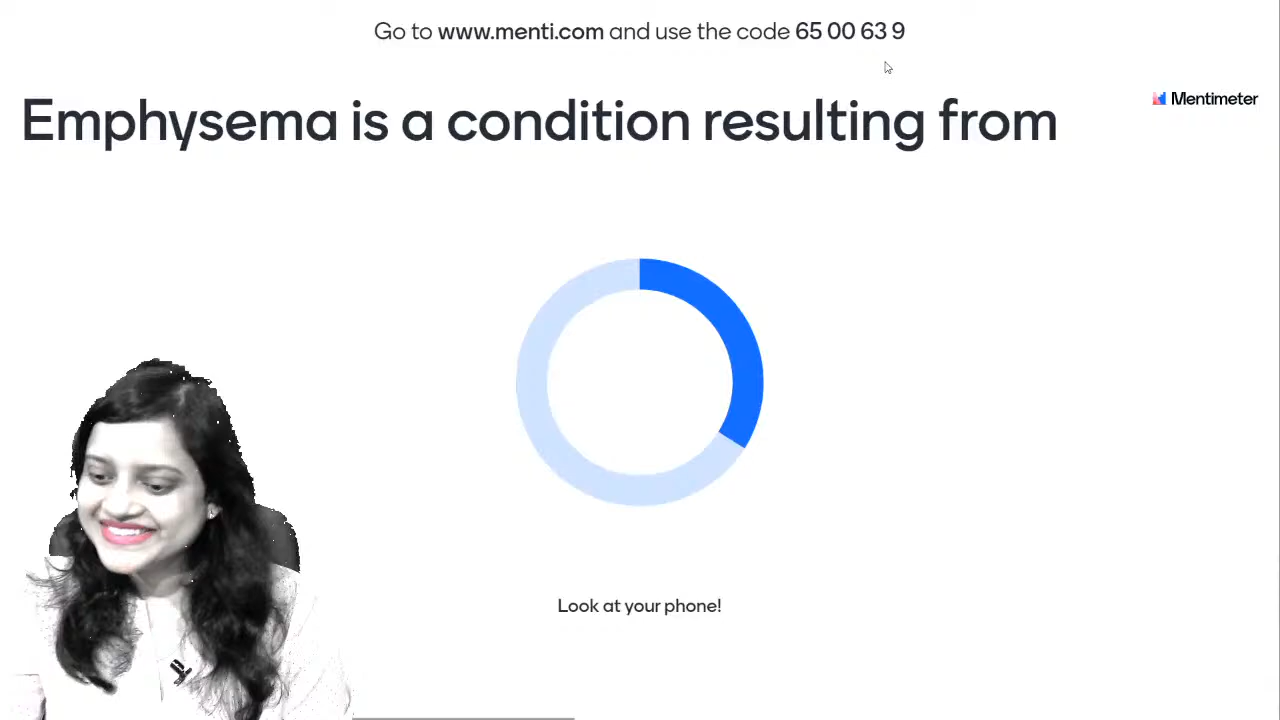 Go to www.menti.com and use the code 65 00 63 9
Mentimeter
Emphysema is a condition resulting from
Look at your phone!